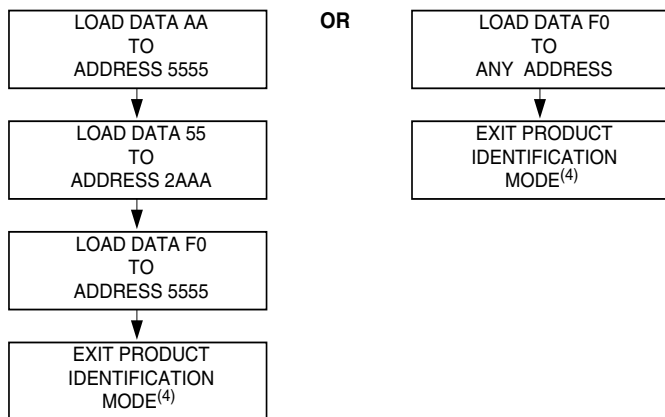 LOAD DATA AA
TO
ADDRESS 5555
LOAD DATA 55
TO
ADDRESS 2AAA
LOAD DATA F0
TO
ADDRESS 5555
EXIT PRODUCT
IDENTIFICATION
MODE(4)
OR
LOAD DATA F0
TO
ANY ADDRESS
EXIT PRODUCT
IDENTIFICATION
MODE(4)